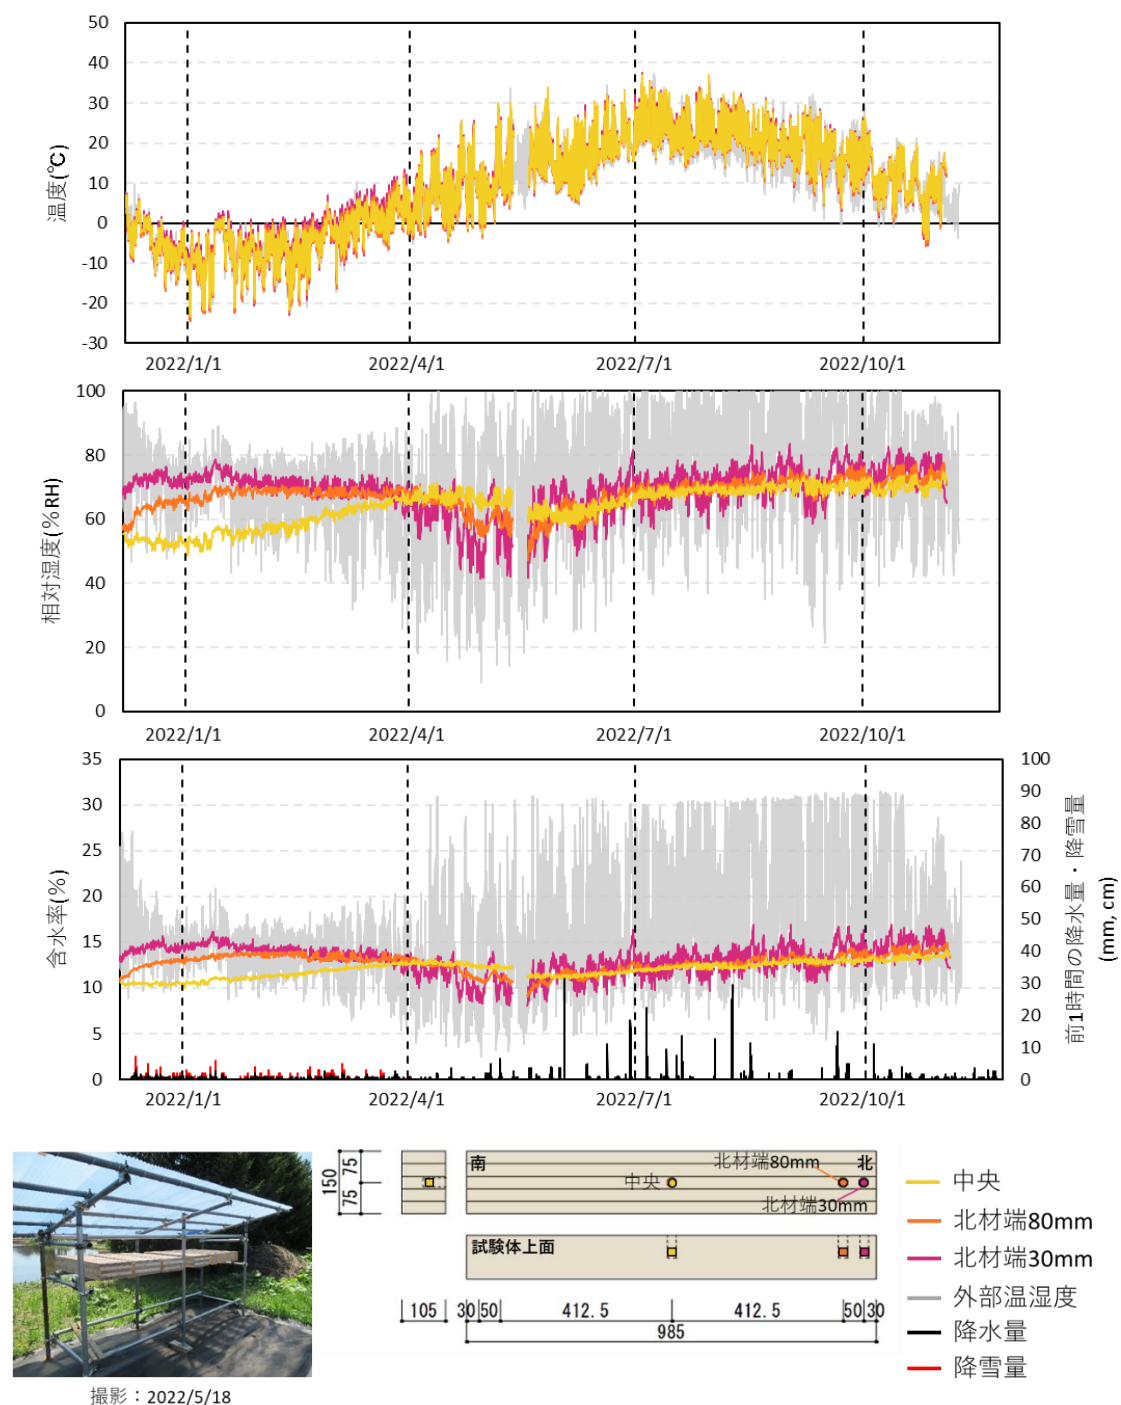 温度(℃)
50
40
30
20
10
0
-10
-20
-30
2022/1/1
2022/4/1
2022/7/1
2022/10/1
相対湿度(%RH)
100
80
60
40
20
0
2022/1/1
2022/4/1
2022/7/1
2022/10/1
含水率(%)
35
30
25
20
15
10
5
0
100
90
80
70
60
50
40
30
20
10
0
前1時間の降水量・降雪量
(mm, cm)
2022/1/1
2022/4/1
2022/7/1
2022/10/1
撮影：2022/5/18
150
75
75
105
南
北
中央
北材端80mm
北材端30mm
試験体上面
30 50 412.5 412.5 50 30
985
中央
北材端80mm
北材端30mm
外部温湿度
降水量
降雪量